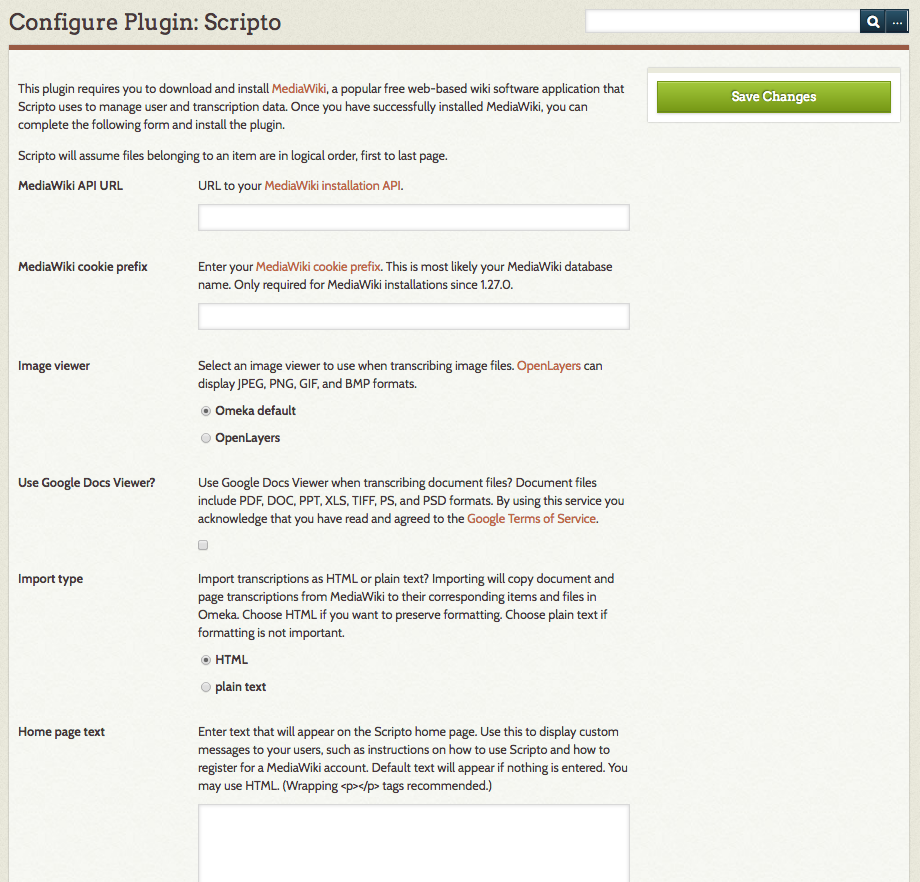 Configure Plugin: Scripto
...
This plugin requires you to download and install MediaWiki, a popular free web-based wiki software application that
Scripto uses to manage user and transcription data. Once you have successfully installed MediaWiki, you can
complete the following form and install the plugin.
Save Changes
Scripto will assume files belonging to an item are in logical order, first to last page.
MediaWiki API URL
URL to your MediaWiki installation API.
MediaWiki cookie prefix
Enter your MediaWiki cookie prefix. This is most likely your MediaWiki database
name. Only required for MediaWiki installations since 1.27.0.
Image viewer
Select an image viewer to use when transcribing image files. OpenLayers can
display JPEG, PNG, GIF, and BMP formats.
Omeka default
OpenLayers
Use Google Docs Viewer?
Use Google Docs Viewer when transcribing document files? Document files
include PDF, DOC, PPT, XLS, TIFF, PS, and PSD formats. By using this service you
acknowledge that you have read and agreed to the Google Terms of Service.
Import type
Import transcriptions as HTML or plain text? Importing will copy document and
page transcriptions from MediaWiki to their corresponding items and files in
Omeka. Choose HTML if you want to preserve formatting. Choose plain text if
formatting is not important.
HTML
plain text
Home page text
Enter text that will appear on the Scripto home page. Use this to display custom
messages to your users, such as instructions on how to use Scripto and how to
register for a MediaWiki account. Default text will appear if nothing is entered. You
may use HTML. (Wrapping <p></p> tags recommended.)